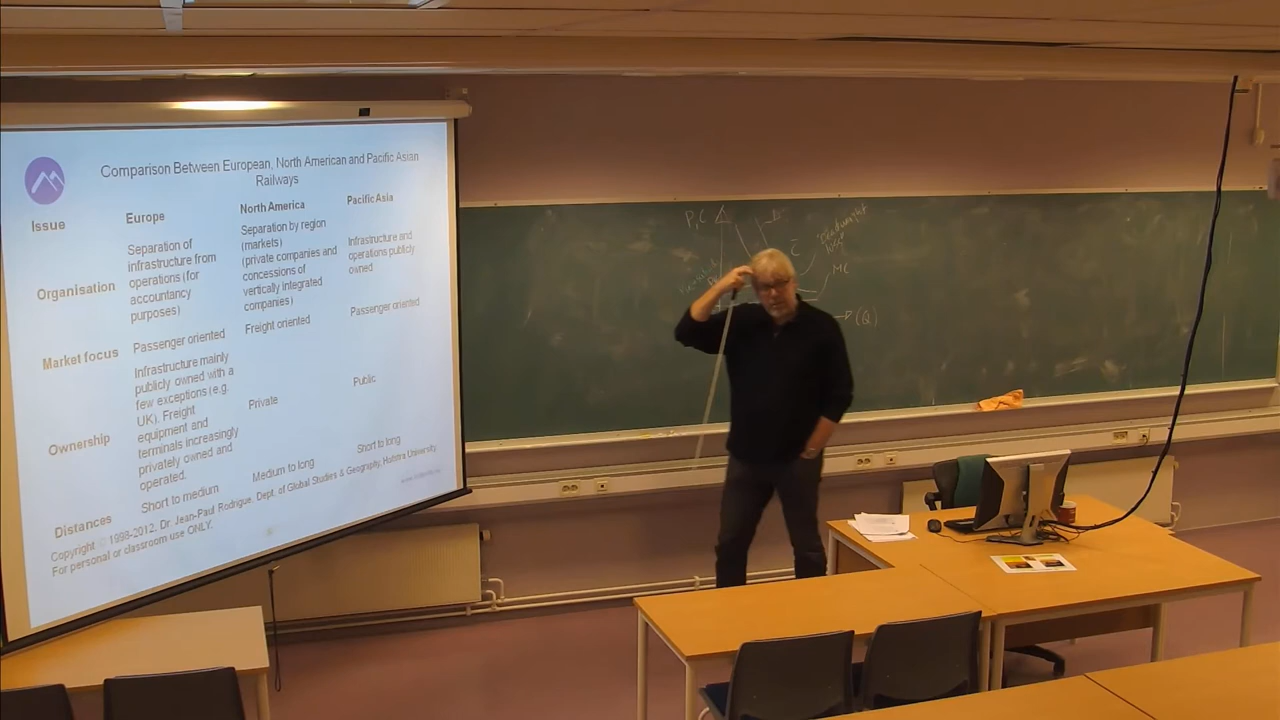 Comparison Between European, North American and Pacific Asian
Railways
Issue
Europe
North America
Pacific Asia
Organisation
Separation of
infrastructure from
operations (for
accountancy
purposes)
Separation by region
(markets)
(private companies and
concessions of
vertically integrated
companies)
Infrastructure and
operations publicly
owned
Market focus
Passenger oriented
Freight oriented
Passenger oriented
Ownership
Infrastructure mainly
publicly owned with a
few exceptions (e.g.
UK). Freight
equipment and
terminals increasingly
privately owned and
operated.
Private
Public
Distances
Short to medium
Medium to long
Short to long
Copyright © 1998-2012, Dr. Jean-Paul Rodrigue, Dept. of Global Studies & Geography, Hofstra University.
For personal or classroom use ONLY.
P,C
D
Deadweight
loss
MC
(Q)